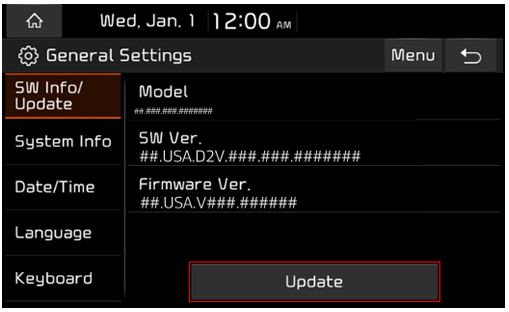 Wed, Jan. 1 12:00 AM
General Settings Menu
SW Info/
Update
Model
##.###.###.#######
System Info
SW Ver.
##.USA.D2V.###.###.#######
Date/Time
Firmware Ver.
##.USA.V###.######
Language
Keyboard
Update